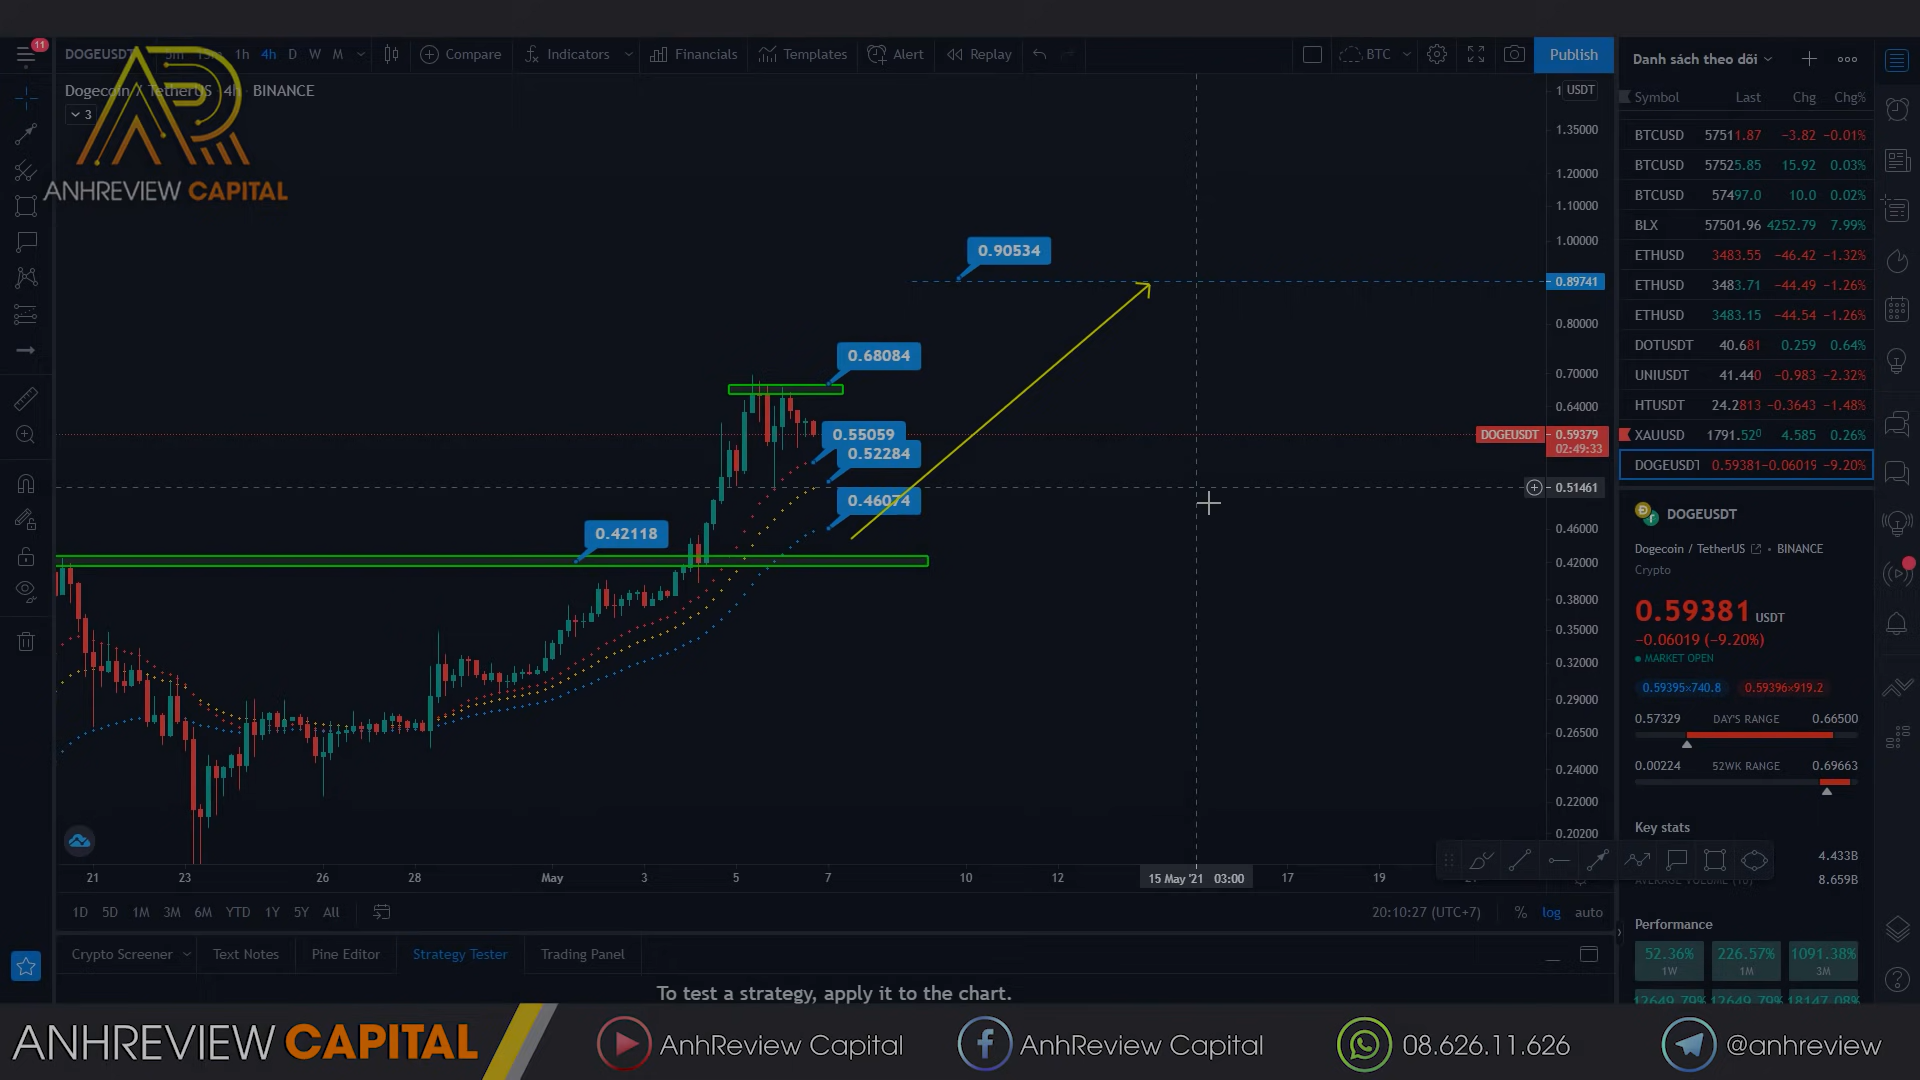 11
DOGEUSDT 1h 4h D W M Compare Indicators Financials Templates Alert Replay BTC Publish
Dogecoin / TetherUS 4h BINANCE
3
ANHREVIEW CAPITAL
USDT
1.35000
1.20000
1.10000
1.00000
0.89741
0.80000
0.70000
0.64000
DOGEUSDT 0.59379
02:49:33
0.51461
0.46000
0.42000
0.38000
0.35000
0.32000
0.29000
0.26500
0.24000
0.22000
0.20200
0.90534
0.68084
0.55059
0.52284
0.46074
0.42118
21 23 26 28 May 3 5 7 10 12 15 May '21 03:00 17 19
1D 5D 1M 3M 6M YTD 1Y 5Y All
20:10:27 (UTC+7) % log auto
Crypto Screener Text Notes Pine Editor Strategy Tester Trading Panel
To test a strategy, apply it to the chart.
Danh sách theo dõi
Symbol Last Chg Chg%
BTCUSD 57511.87 −3.82 −0.01%
BTCUSD 57525.85 15.92 0.03%
BTCUSD 57497.0 10.0 0.02%
BLX 57501.96 4252.79 7.99%
ETHUSD 3483.55 −46.42 −1.32%
ETHUSD 3483.71 −44.49 −1.26%
ETHUSD 3483.15 −44.54 −1.26%
DOTUSDT 40.681 0.259 0.64%
UNIUSDT 41.440 −0.983 −2.32%
HTUSDT 24.2813 −0.3643 −1.48%
XAUUSD 1791.520 4.585 0.26%
DOGEUSDT 0.59381 −0.06019 −9.20%
DOGEUSDT
Dogecoin / TetherUS • BINANCE
Crypto
0.59381 USDT
−0.06019 (−9.20%)
MARKET OPEN
0.59395×740.8 0.59396×919.2
0.57329 DAY'S RANGE 0.66500
0.00224 52WK RANGE 0.69663
Key stats
4.433B
8.659B
Performance
52.36% 226.57% 1091.38%
1W 1M 3M
12649.79% 12649.79% 18147.08%
ANHREVIEW CAPITAL AnhReview Capital AnhReview Capital 08.626.11.626 @anhreview